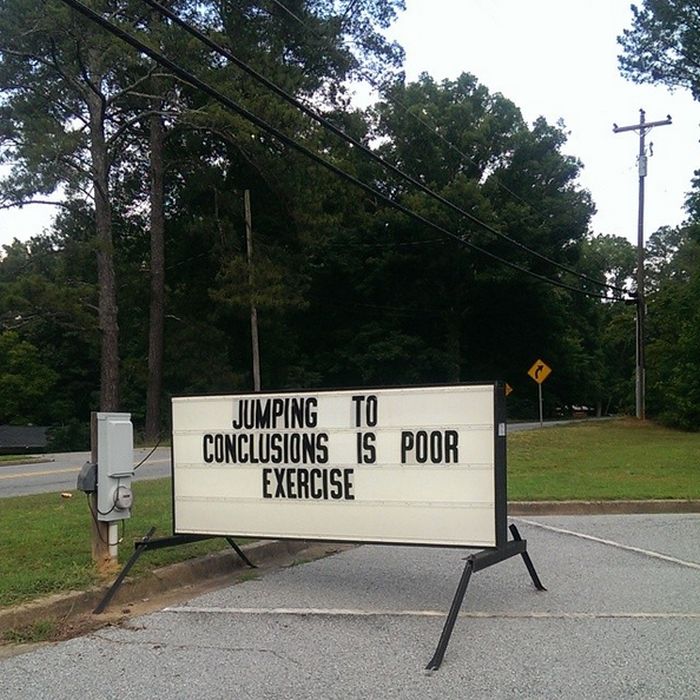 JUMPING TO
CONCLUSIONS IS POOR
EXERCISE